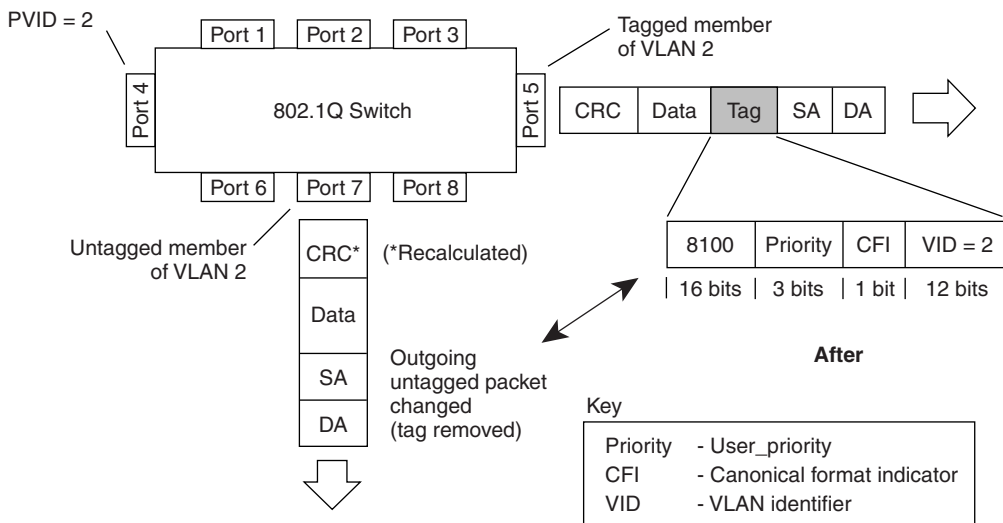 PVID = 2
Port 1
Port 2
Port 3
Tagged member
of VLAN 2
Port 4
802.1Q Switch
Port 5
CRC
Data
Tag
SA
DA
Port 6
Port 7
Port 8
Untagged member
of VLAN 2
CRC*
(*Recalculated)
Data
SA
DA
8100
Priority
CFI
VID = 2
16 bits
3 bits
1 bit
12 bits
After
Outgoing
untagged packet
changed
(tag removed)
Key
Priority - User_priority
CFI - Canonical format indicator
VID - VLAN identifier